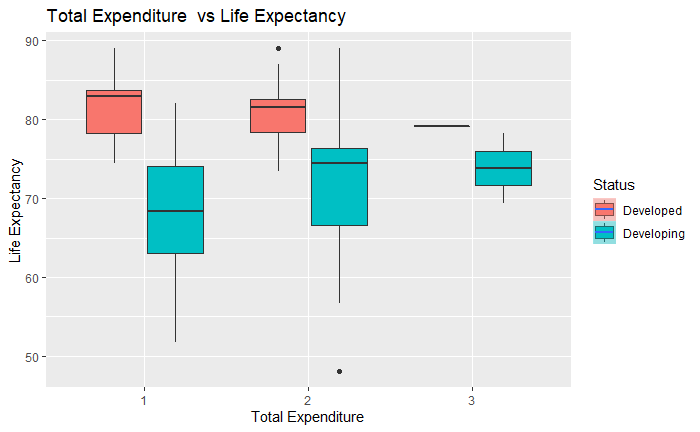 Total Expenditure  vs Life Expectancy
90
80
70
60
50
Life Expectancy
1
2
3
Total Expenditure
Status
Developed
Developing